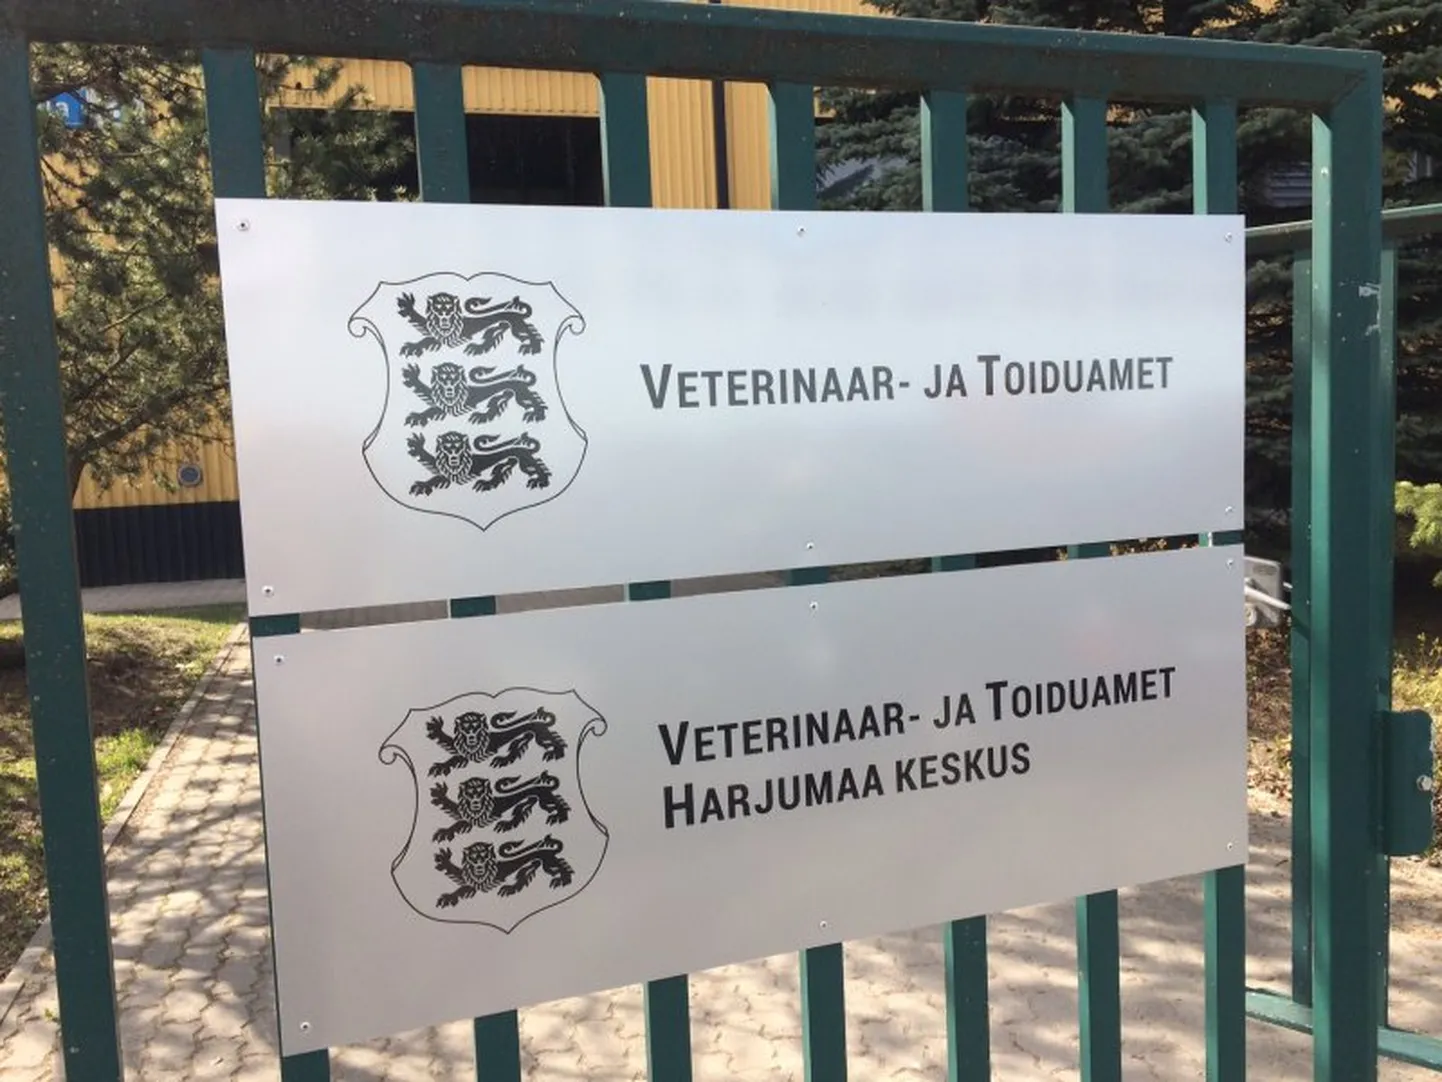 VETERINAAR- JA TOIDUAMET
VETERINAAR- JA TOIDUAMET
HARJUMAA KESKUS